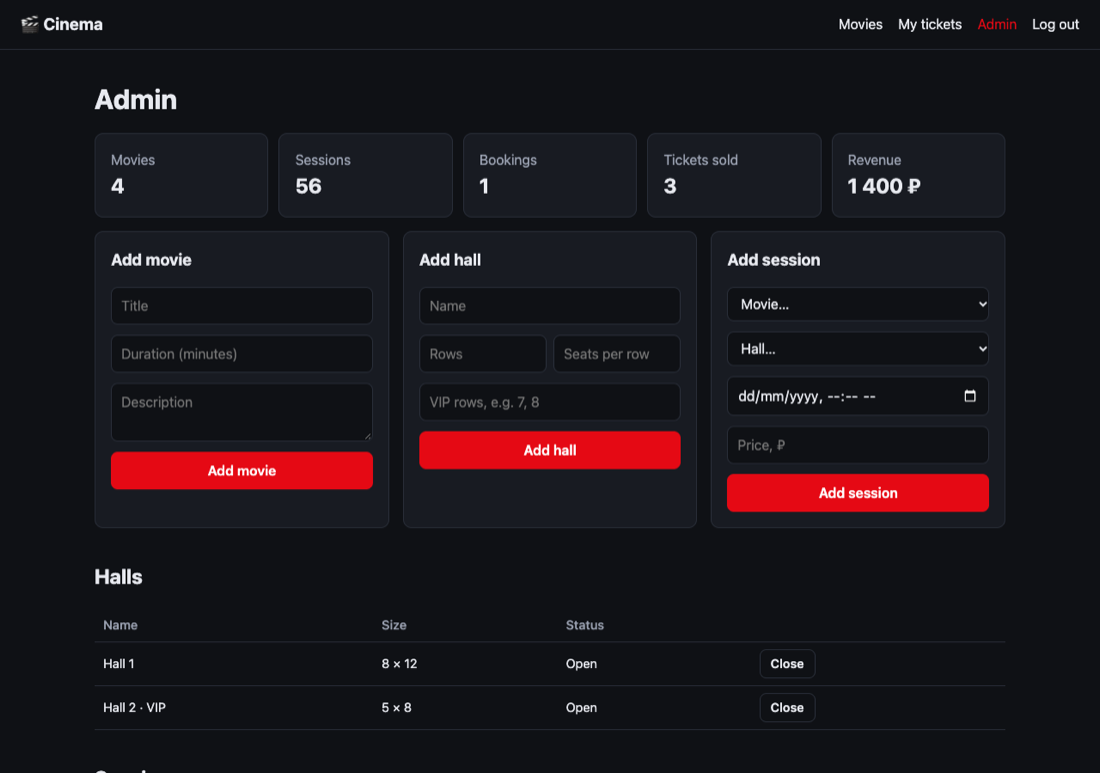 🎬 Cinema
Movies My tickets Admin Log out
Admin
Movies
4
Sessions
56
Bookings
1
Tickets sold
3
Revenue
1 400 ₽
Add movie
Title
Duration (minutes)
Description
Add movie
Add hall
Name
Rows Seats per row
VIP rows, e.g. 7, 8
Add hall
Add session
Movie...
Hall...
dd/mm/yyyy, --:-- --
Price, ₽
Add session
Halls
Name Size Status
Hall 1 8 × 12 Open Close
Hall 2 · VIP 5 × 8 Open Close